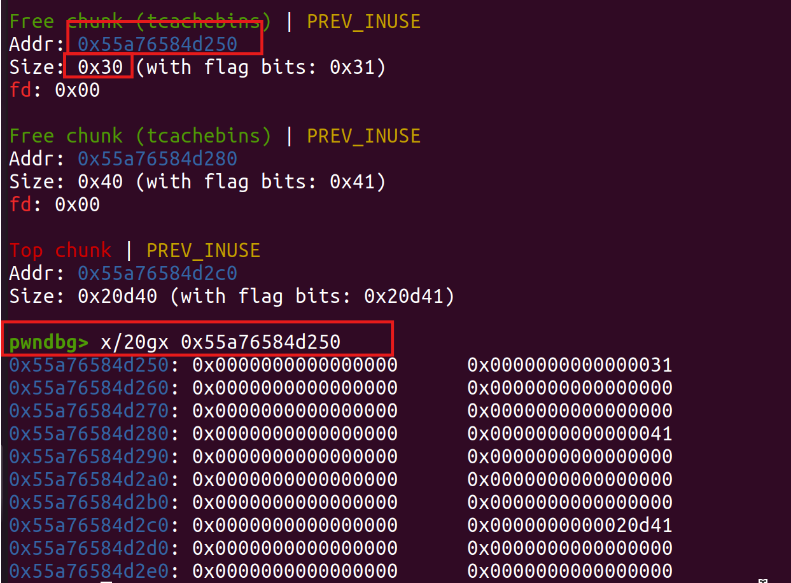 Free chunk (tcachebins) | PREV_INUSE
Addr: 0x55a76584d250
Size: 0x30 (with flag bits: 0x31)
fd: 0x00
Free chunk (tcachebins) | PREV_INUSE
Addr: 0x55a76584d280
Size: 0x40 (with flag bits: 0x41)
fd: 0x00
Top chunk | PREV_INUSE
Addr: 0x55a76584d2c0
Size: 0x20d40 (with flag bits: 0x20d41)
pwndbg> x/20gx 0x55a76584d250
0x55a76584d250: 0x0000000000000000 0x0000000000000031
0x55a76584d260: 0x0000000000000000 0x0000000000000000
0x55a76584d270: 0x0000000000000000 0x0000000000000000
0x55a76584d280: 0x0000000000000000 0x0000000000000041
0x55a76584d290: 0x0000000000000000 0x0000000000000000
0x55a76584d2a0: 0x0000000000000000 0x0000000000000000
0x55a76584d2b0: 0x0000000000000000 0x0000000000000000
0x55a76584d2c0: 0x0000000000000000 0x0000000000020d41
0x55a76584d2d0: 0x0000000000000000 0x0000000000000000
0x55a76584d2e0: 0x0000000000000000 0x0000000000000000